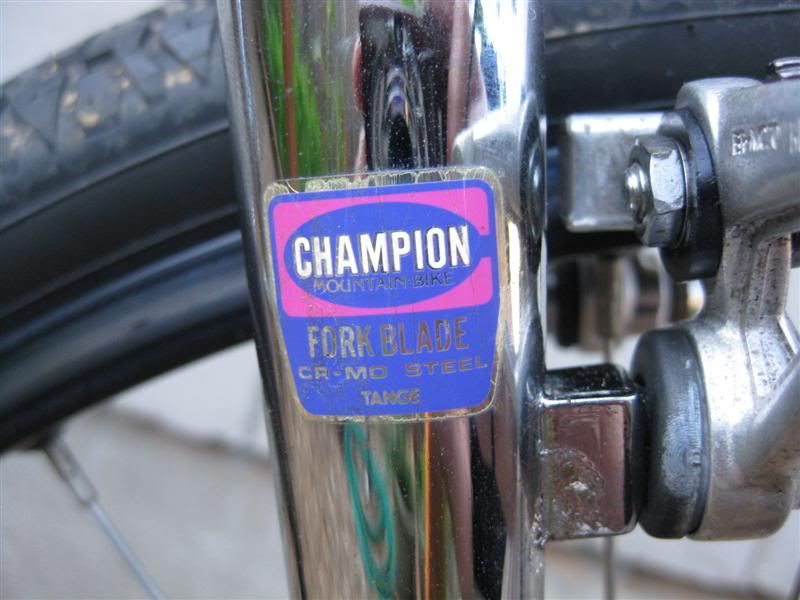 CHAMPION
MOUNTAIN-BIKE
FORK BLADE
CR-MO STEEL
TANGE